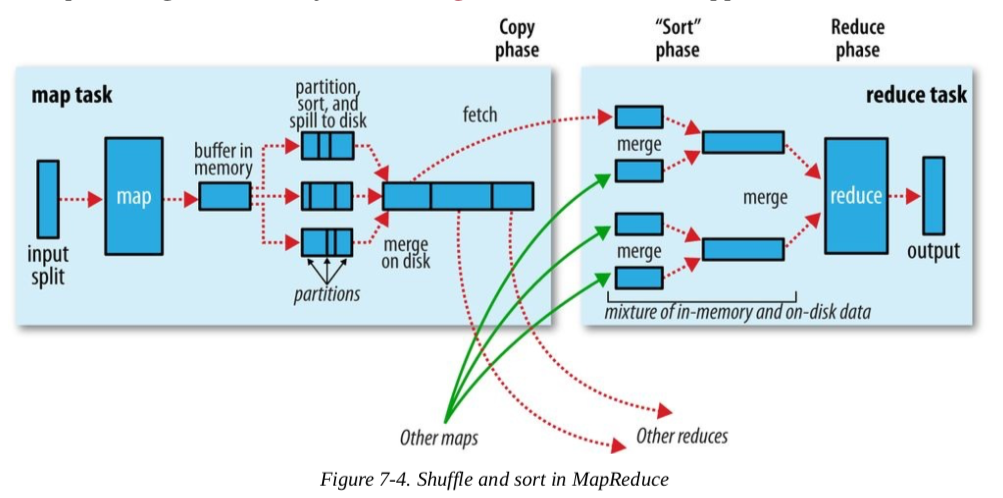 Copy
phase
"Sort"
phase
Reduce
phase
map task
reduce task
partition,
sort, and
spill to disk
fetch
buffer in
memory
merge
map
merge
reduce
input
split
merge
on disk
merge
output
partitions
mixture of in-memory and on-disk data
Other maps
Other reduces
Figure 7-4. Shuffle and sort in MapReduce